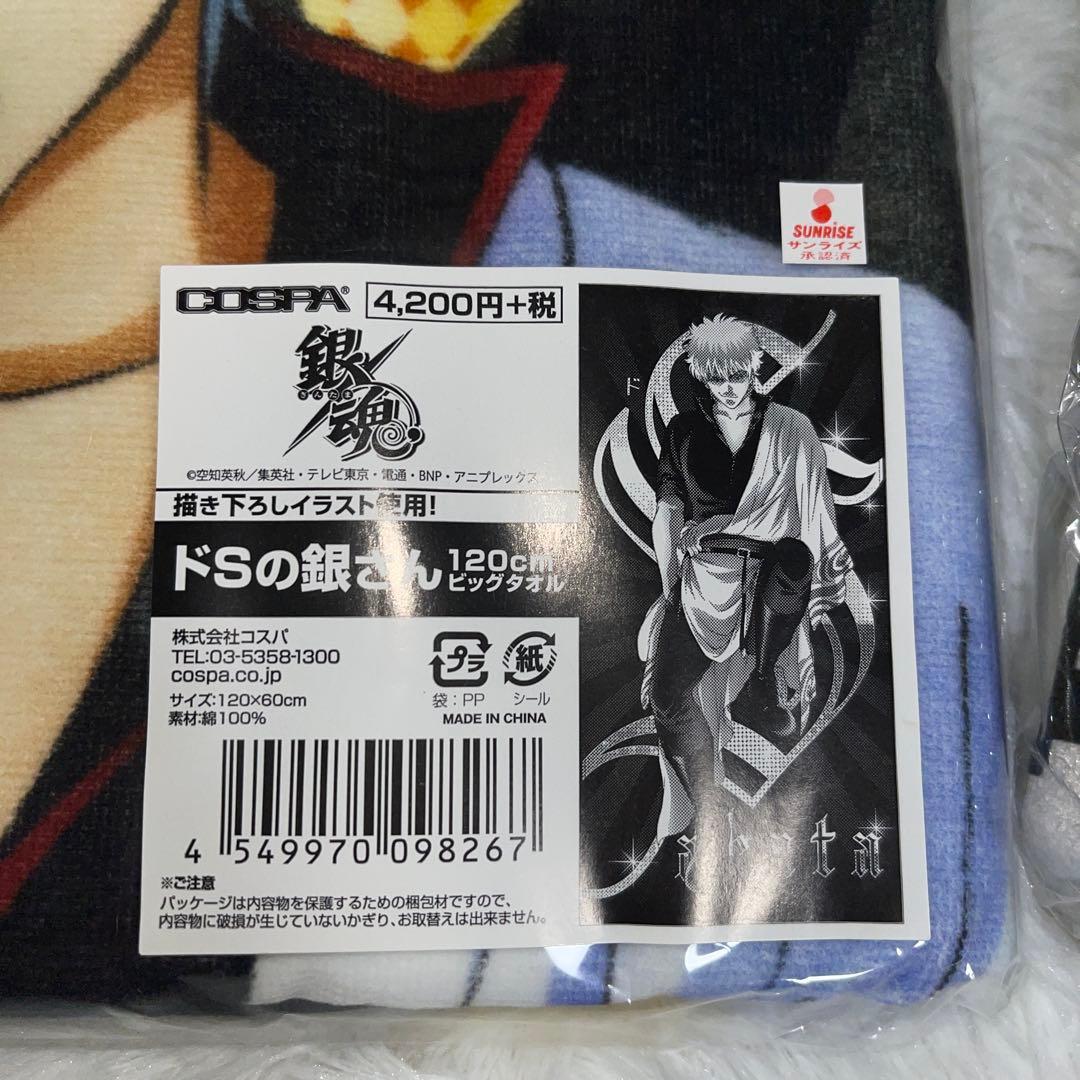 SUNRISE
サンライズ
承認済
COSPA®
4,200円+税
銀魂
ぎんたま
©空知英秋／集英社・テレビ東京・電通・BNP・アニプレックス
描き下ろしイラスト使用!
ドSの銀さん 120cm
ビッグタオル
株式会社コスパ
TEL:03-5358-1300
cospa.co.jp
サイズ:120×60cm
素材:綿100%
プラ
紙
袋:PP
シール
MADE IN CHINA
4 549970 098267
※ご注意
パッケージは内容物を保護するための梱包材ですので、
内容物に破損が生じていないかぎり、お取替えは出来ません。
ド